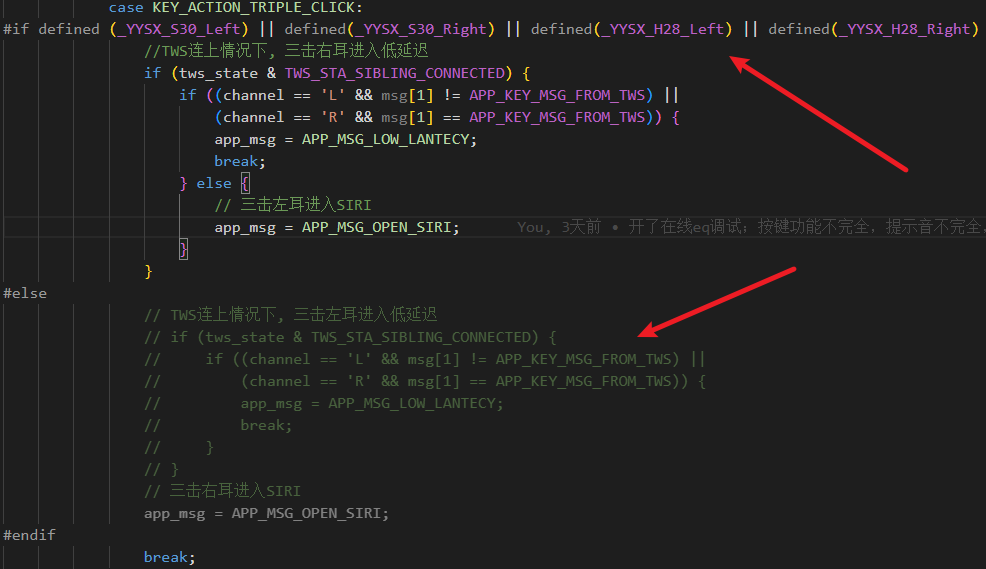 case KEY_ACTION_TRIPLE_CLICK:
#if defined (_YYSX_S30_Left) || defined(_YYSX_S30_Right) || defined(_YYSX_H28_Left) || defined(_YYSX_H28_Right)
//TWS连上情况下, 三击右耳进入低延迟
if (tws_state & TWS_STA_SIBLING_CONNECTED) {
if ((channel == 'L' && msg[1] != APP_KEY_MSG_FROM_TWS) ||
(channel == 'R' && msg[1] == APP_KEY_MSG_FROM_TWS)) {
app_msg = APP_MSG_LOW_LANTECY;
break;
} else {
// 三击左耳进入SIRI
app_msg = APP_MSG_OPEN_SIRI; You, 3天前 • 开了在线eq调试; 按键功能不完全, 提示音不完全,
}
}
#else
// TWS连上情况下, 三击左耳进入低延迟
// if (tws_state & TWS_STA_SIBLING_CONNECTED) {
// if ((channel == 'L' && msg[1] != APP_KEY_MSG_FROM_TWS) ||
// (channel == 'R' && msg[1] == APP_KEY_MSG_FROM_TWS)) {
// app_msg = APP_MSG_LOW_LANTECY;
// break;
// }
// }
// 三击右耳进入SIRI
app_msg = APP_MSG_OPEN_SIRI;
#endif
break;